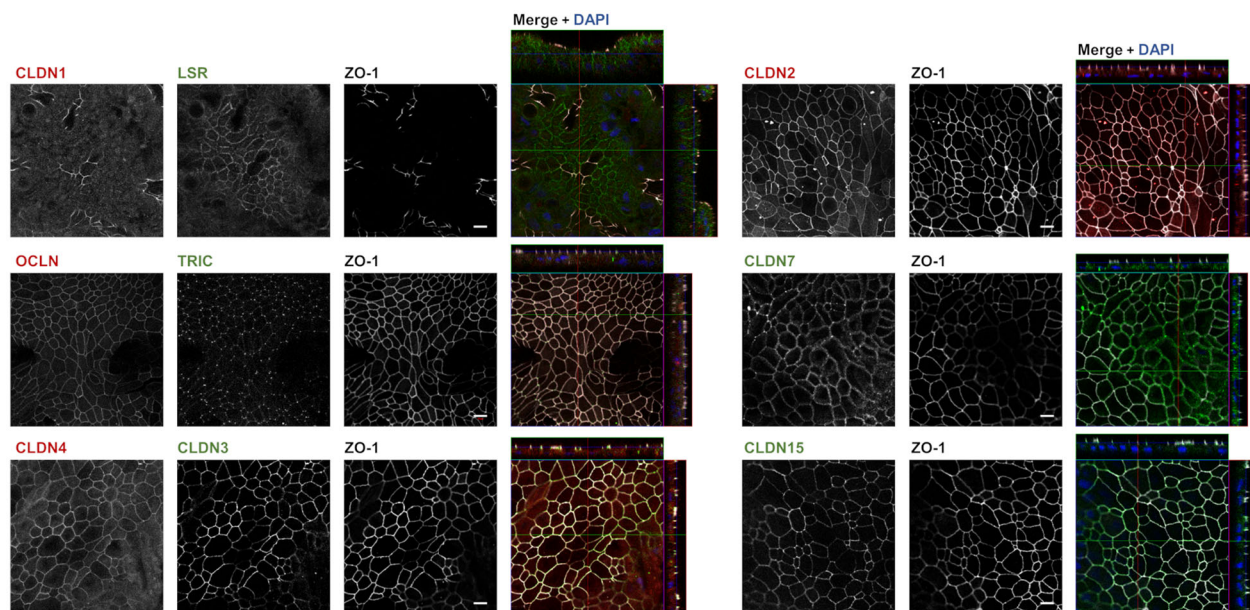 Merge + DAPI
CLDN1 LSR ZO-1
CLDN2 ZO-1 Merge + DAPI
OCLN TRIC ZO-1
CLDN7 ZO-1
CLDN4 CLDN3 ZO-1
CLDN15 ZO-1